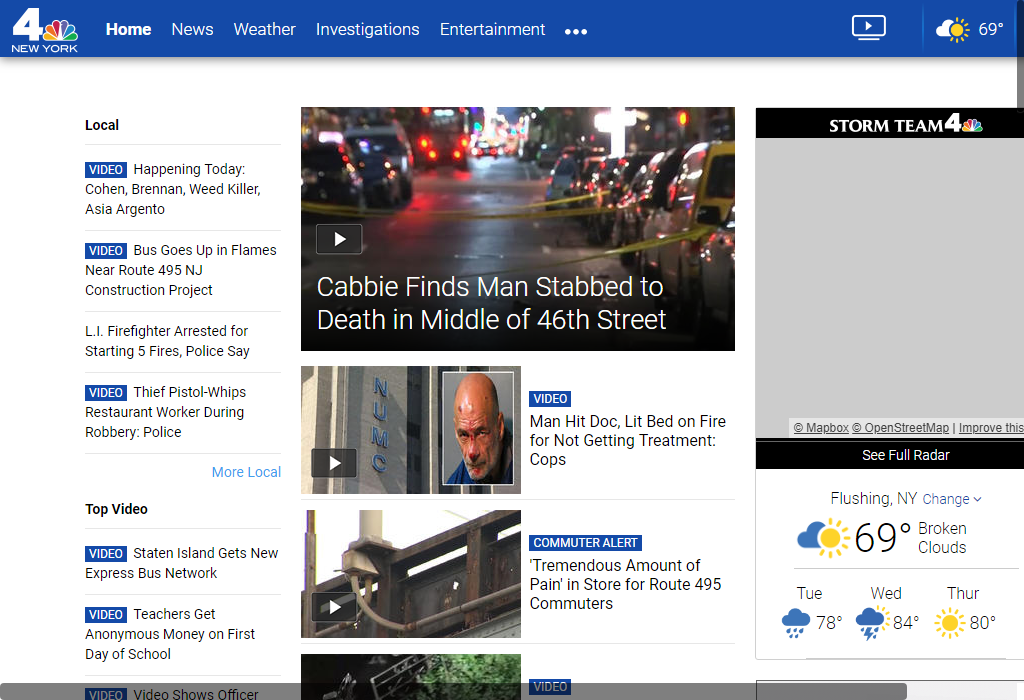 4
NEW YORK
Home News Weather Investigations Entertainment
69°
Local
VIDEO Happening Today:
Cohen, Brennan, Weed Killer,
Asia Argento
VIDEO Bus Goes Up in Flames
Near Route 495 NJ
Construction Project
L.I. Firefighter Arrested for
Starting 5 Fires, Police Say
VIDEO Thief Pistol-Whips
Restaurant Worker During
Robbery: Police
More Local
Top Video
VIDEO Staten Island Gets New
Express Bus Network
VIDEO Teachers Get
Anonymous Money on First
Day of School
VIDEO Video Shows Officer
Cabbie Finds Man Stabbed to
Death in Middle of 46th Street
NUMC
VIDEO
Man Hit Doc, Lit Bed on Fire
for Not Getting Treatment:
Cops
COMMUTER ALERT
'Tremendous Amount of
Pain' in Store for Route 495
Commuters
VIDEO
STORM TEAM 4
© Mapbox © OpenStreetMap | Improve this
See Full Radar
Flushing, NY Change
69° Broken
Clouds
Tue Wed Thur
78° 84° 80°